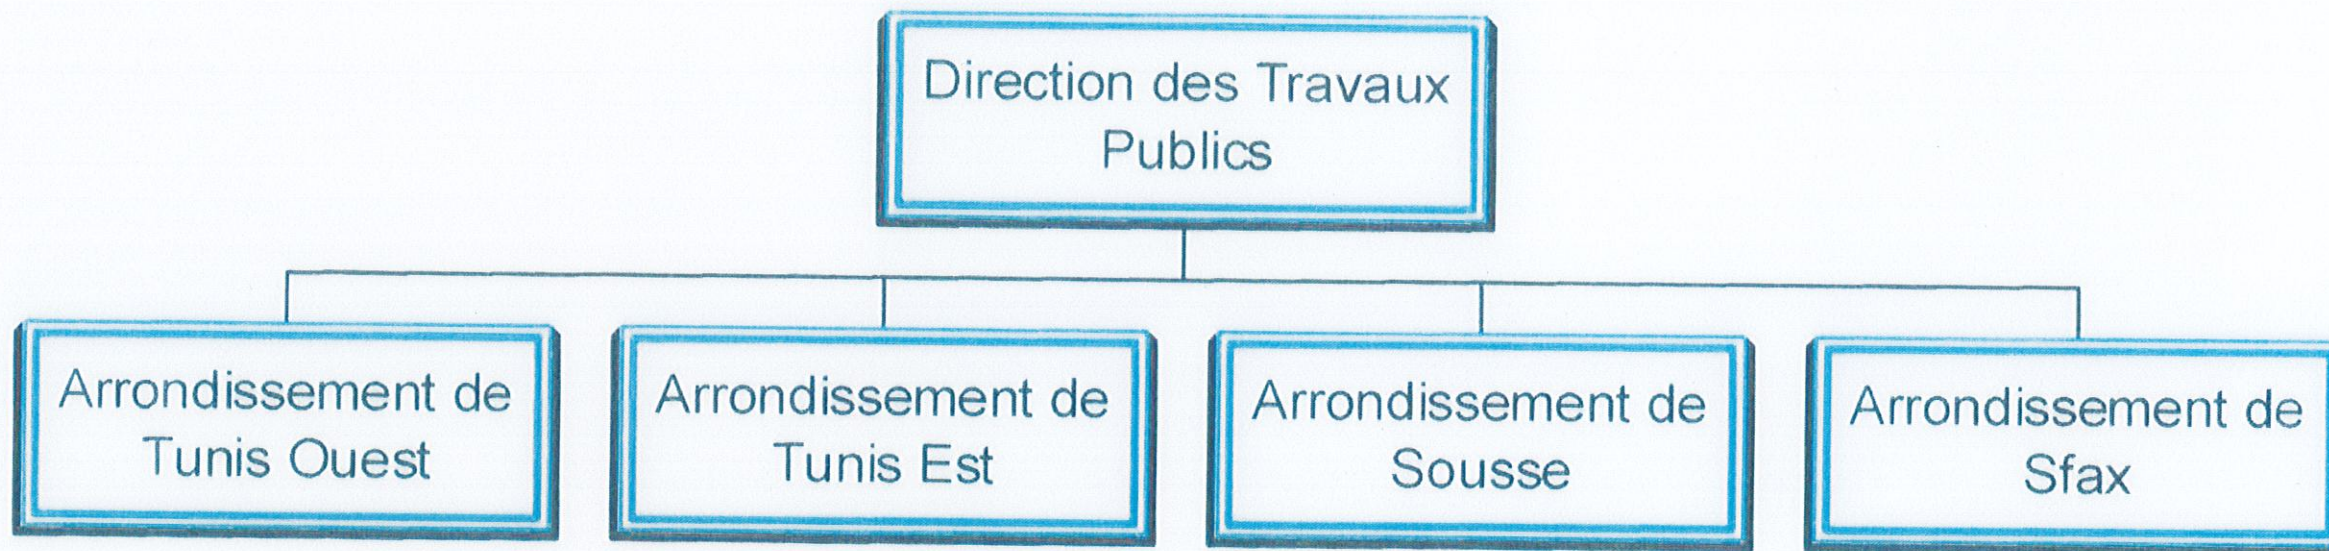 Direction des Travaux
Publics
Arrondissement de
Tunis Ouest
Arrondissement de
Tunis Est
Arrondissement de
Sousse
Arrondissement de
Sfax